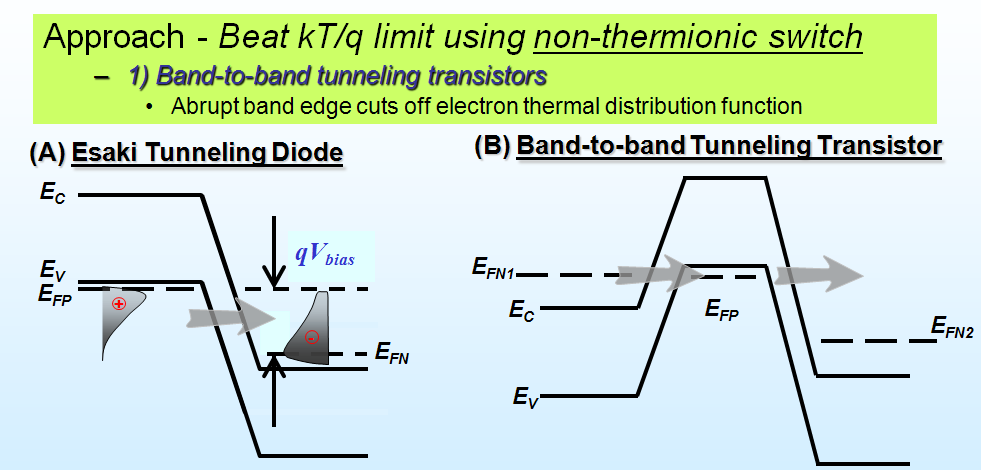 Approach - Beat kT/q limit using non-thermionic switch
– 1) Band-to-band tunneling transistors
• Abrupt band edge cuts off electron thermal distribution function
(A) Esaki Tunneling Diode
(B) Band-to-band Tunneling Transistor
EC
qVbias
EV
EFP
+
-
EFN
EFN1
EC
EFP
EFN2
EV